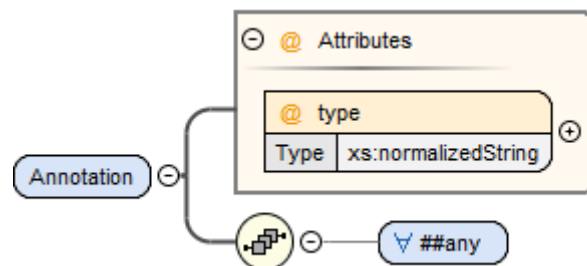 @ Attributes
@ type
Type xs:normalizedString
Annotation
∀ ##any